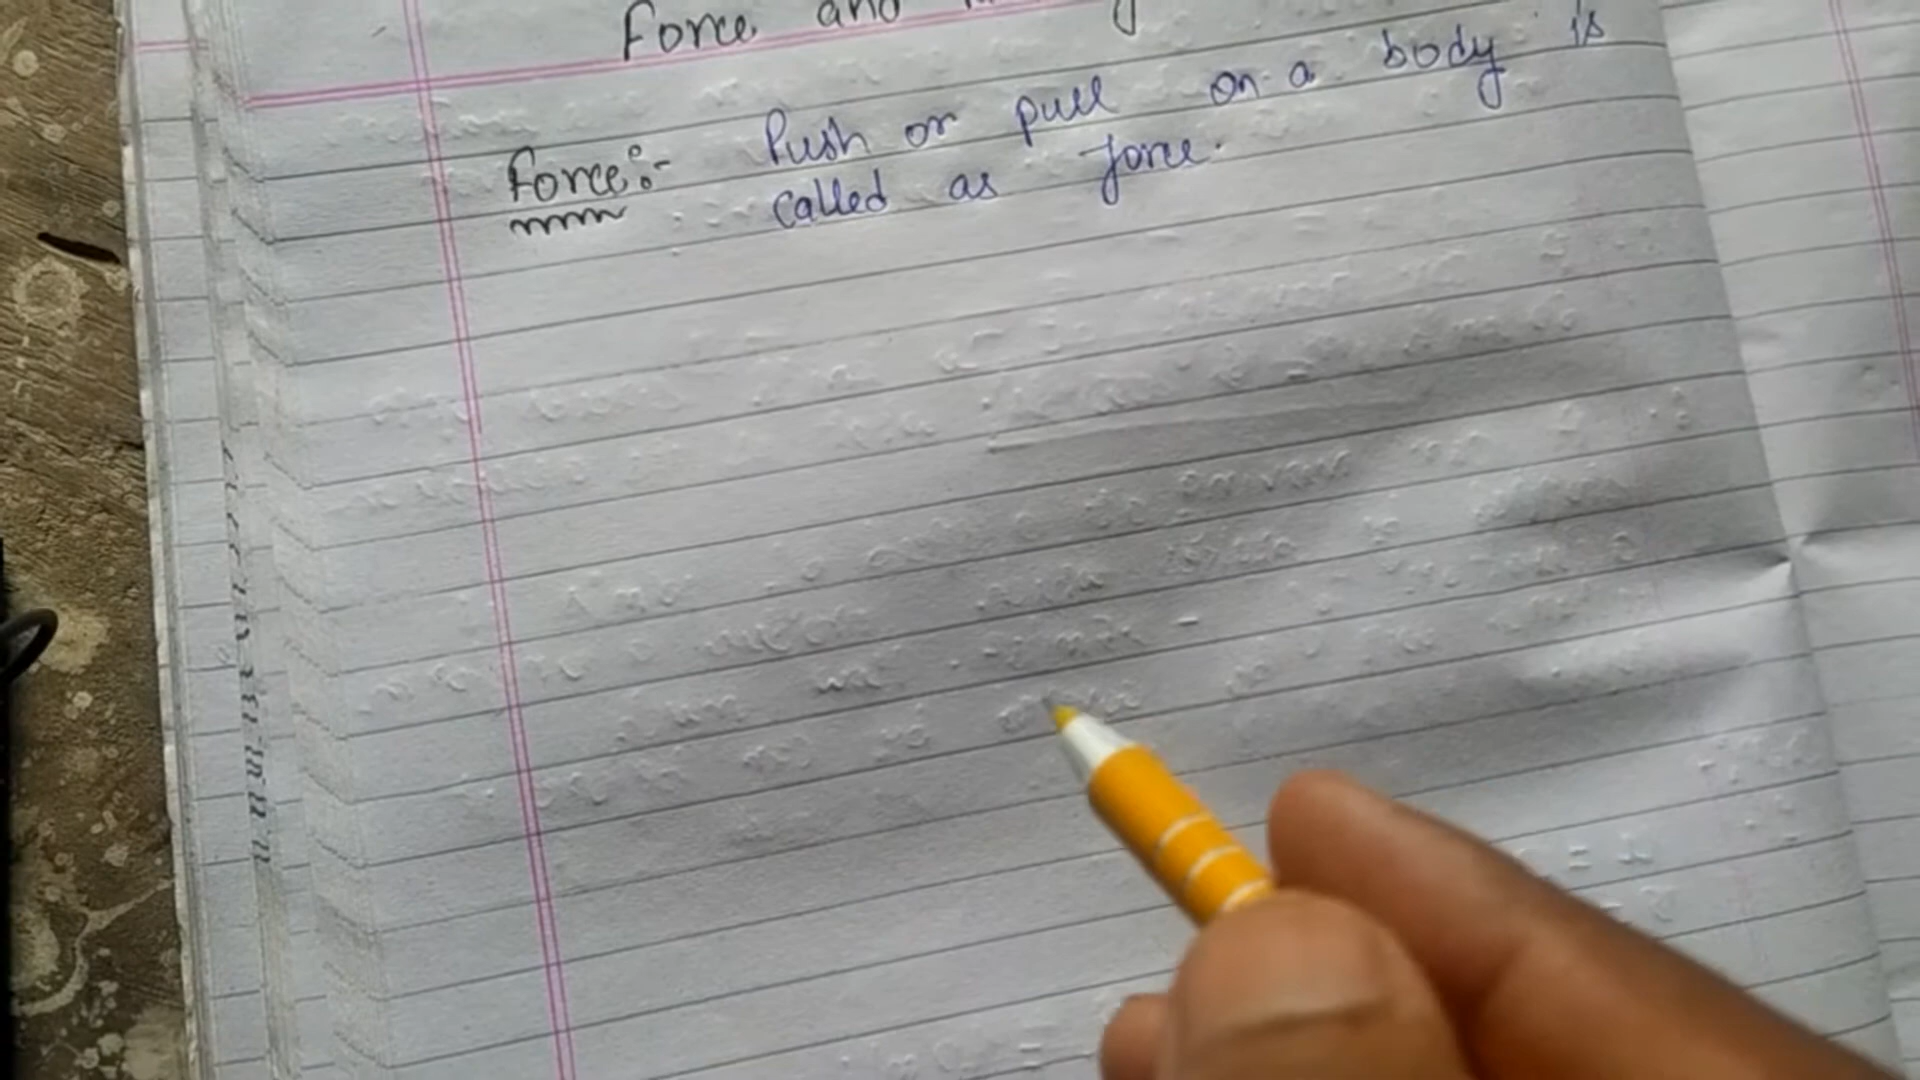 Force and
Force:- Push or pull on a body is
called as force.